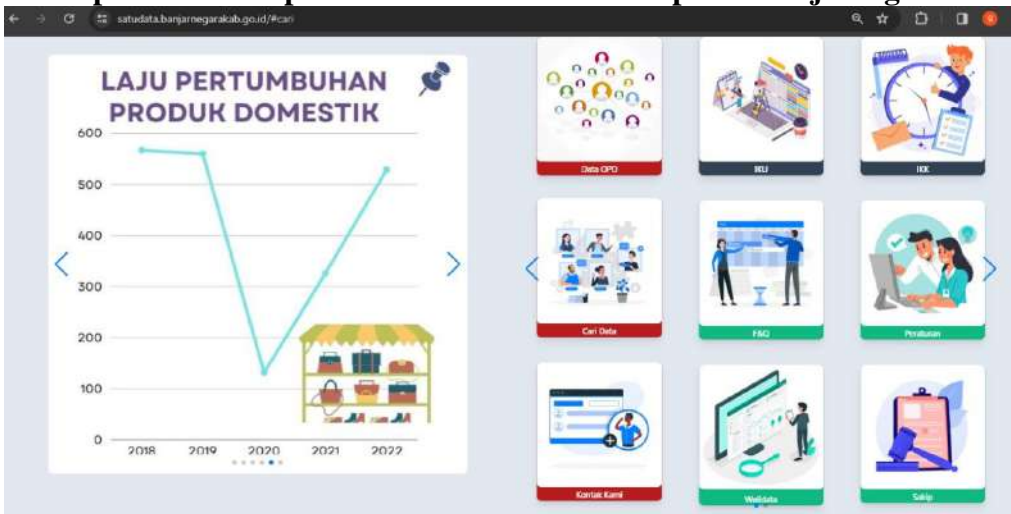 satudata.banjarnegarakab.go.id/#cari
LAJU PERTUMBUHAN
PRODUK DOMESTIK
600
500
400
300
200
100
0
2018 2019 2020 2021 2022
Data OPD
IKU
IKK
Cari Data
F&Q
Peraturan
Kontak Kami
Walidata
Sakip